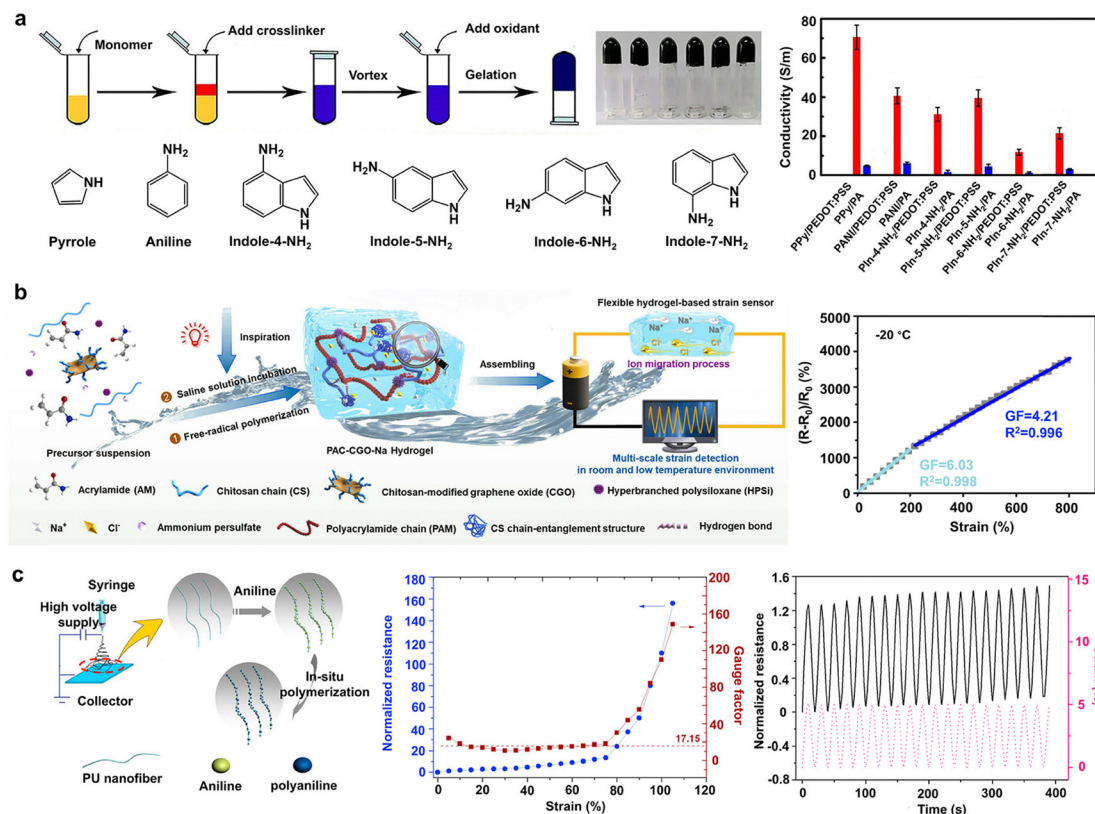 a
Monomer
Add crosslinker
Vortex
Add oxidant
Gelation
NH
Pyrrole
NH₂
Aniline
NH₂
N
H
Indole-4-NH₂
H₂N
N
H
Indole-5-NH₂
H₂N
N
H
Indole-6-NH₂
NH₂
N
H
Indole-7-NH₂
Conductivity (S/m)
80
60
40
20
0
PPy/PEDOT:PSS
PPy/PA
PANI/PEDOT:PSS
PANI/PA
PIn-4-NH₂/PEDOT:PSS
PIn-4-NH₂/PA
PIn-5-NH₂/PEDOT:PSS
PIn-5-NH₂/PA
PIn-6-NH₂/PEDOT:PSS
PIn-6-NH₂/PA
PIn-7-NH₂/PEDOT:PSS
PIn-7-NH₂/PA
b
Inspiration
2 Saline solution incubation
1 Free-radical polymerization
Precursor suspension
PAC-CGO-Na Hydrogel
Assembling
Flexible hydrogel-based strain sensor
Na⁺
Na⁺
Na⁺
Cl⁻
Cl⁻
Cl⁻
Ion migration process
Multi-scale strain detection
in room and low temperature environment
Acrylamide (AM)
Chitosan chain (CS)
Chitosan-modified graphene oxide (CGO)
Hyperbranched polysiloxane (HPSi)
Na⁺
Cl⁻
Ammonium persulfate
Polyacrylamide chain (PAM)
CS chain-entanglement structure
Hydrogen bond
(R-R₀)/R₀ (%)
5000
4000
3000
2000
1000
0
-20 °C
GF=4.21
R²=0.996
GF=6.03
R²=0.998
0 200 400 600 800
Strain (%)
c
Syringe
High voltage
supply
Collector
Aniline
In-situ
polymerization
PU nanofiber
Aniline
polyaniline
Normalized resistance
180
160
140
120
100
80
60
40
20
0
17.15
200
160
120
80
40
0
Gauge factor
0 20 40 60 80 100 120
Strain (%)
Normalized resistance
1.6
1.2
0.8
0.4
0
-0.4
-0.8
15
10
5
0
0 100 200 300 400
Time (s)